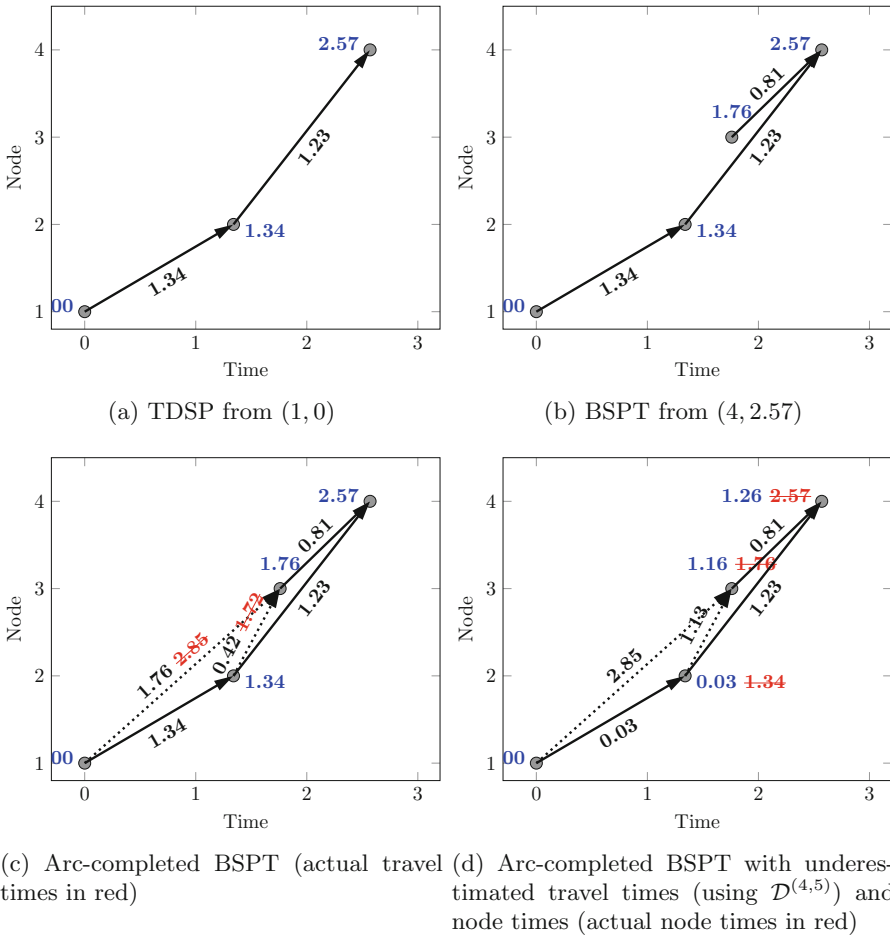 4
3
2
1
Node
2.57
1.23
1.34
1.34
00
0 1 2 3
Time
(a) TDSP from (1, 0)
4
3
2
1
Node
2.57
0.81
1.76
1.23
1.34
1.34
00
0 1 2 3
Time
(b) BSPT from (4, 2.57)
4
3
2
1
Node
2.57
0.81
1.76
1.23
1.72
0.42
1.76 2.85
1.34
1.34
00
0 1 2 3
Time
(c) Arc-completed BSPT (actual travel
times in red)
4
3
2
1
Node
1.26 2.57
0.81
1.16 1.76
1.23
1.13
2.85
0.03 1.34
0.03
00
0 1 2 3
Time
(d) Arc-completed BSPT with underes-
timated travel times (using D^(4,5)) and
node times (actual node times in red)